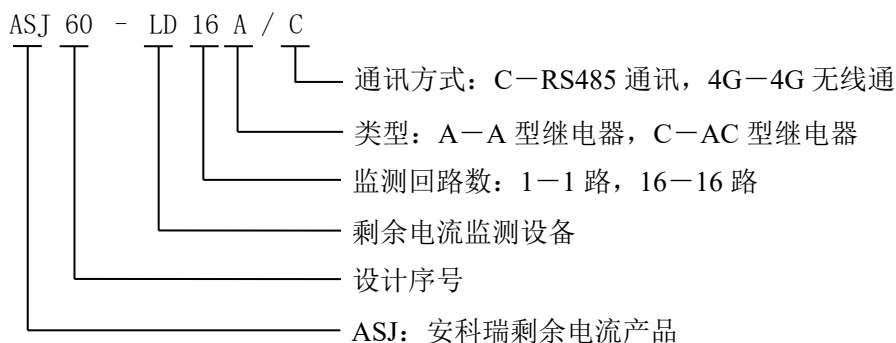 ASJ 60 - LD 16 A / C
通讯方式：C－RS485 通讯，4G－4G 无线通
类型：A－A 型继电器，C－AC 型继电器
监测回路数：1－1 路，16－16 路
剩余电流监测设备
设计序号
ASJ：安科瑞剩余电流产品